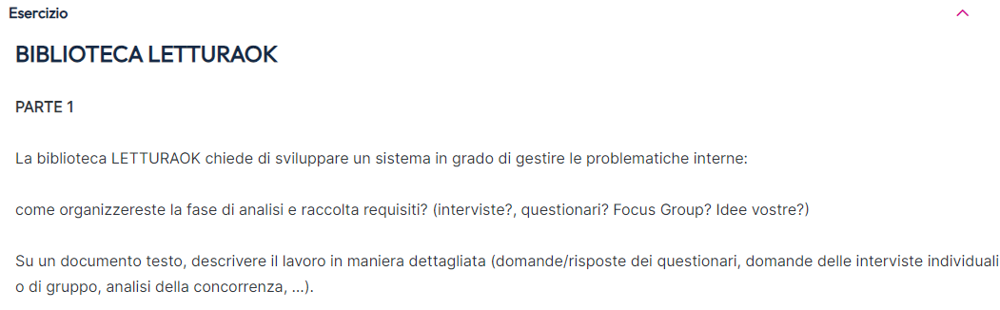 Esercizio
BIBLIOTECA LETTURAOK
PARTE 1
La biblioteca LETTURAOK chiede di sviluppare un sistema in grado di gestire le problematiche interne:
come organizzereste la fase di analisi e raccolta requisiti? (interviste?, questionari? Focus Group? Idee vostre?)
Su un documento testo, descrivere il lavoro in maniera dettagliata (domande/risposte dei questionari, domande delle interviste individuali
o di gruppo, analisi della concorrenza, ...).